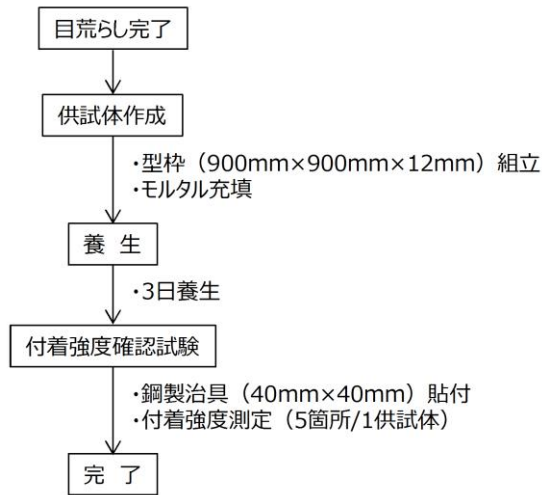 目荒らし完了
供試体作成
・型枠（900mm×900mm×12mm）組立
・モルタル充填
養 生
・3日養生
付着強度確認試験
・鋼製治具（40mm×40mm）貼付
・付着強度測定（5箇所/1供試体）
完 了